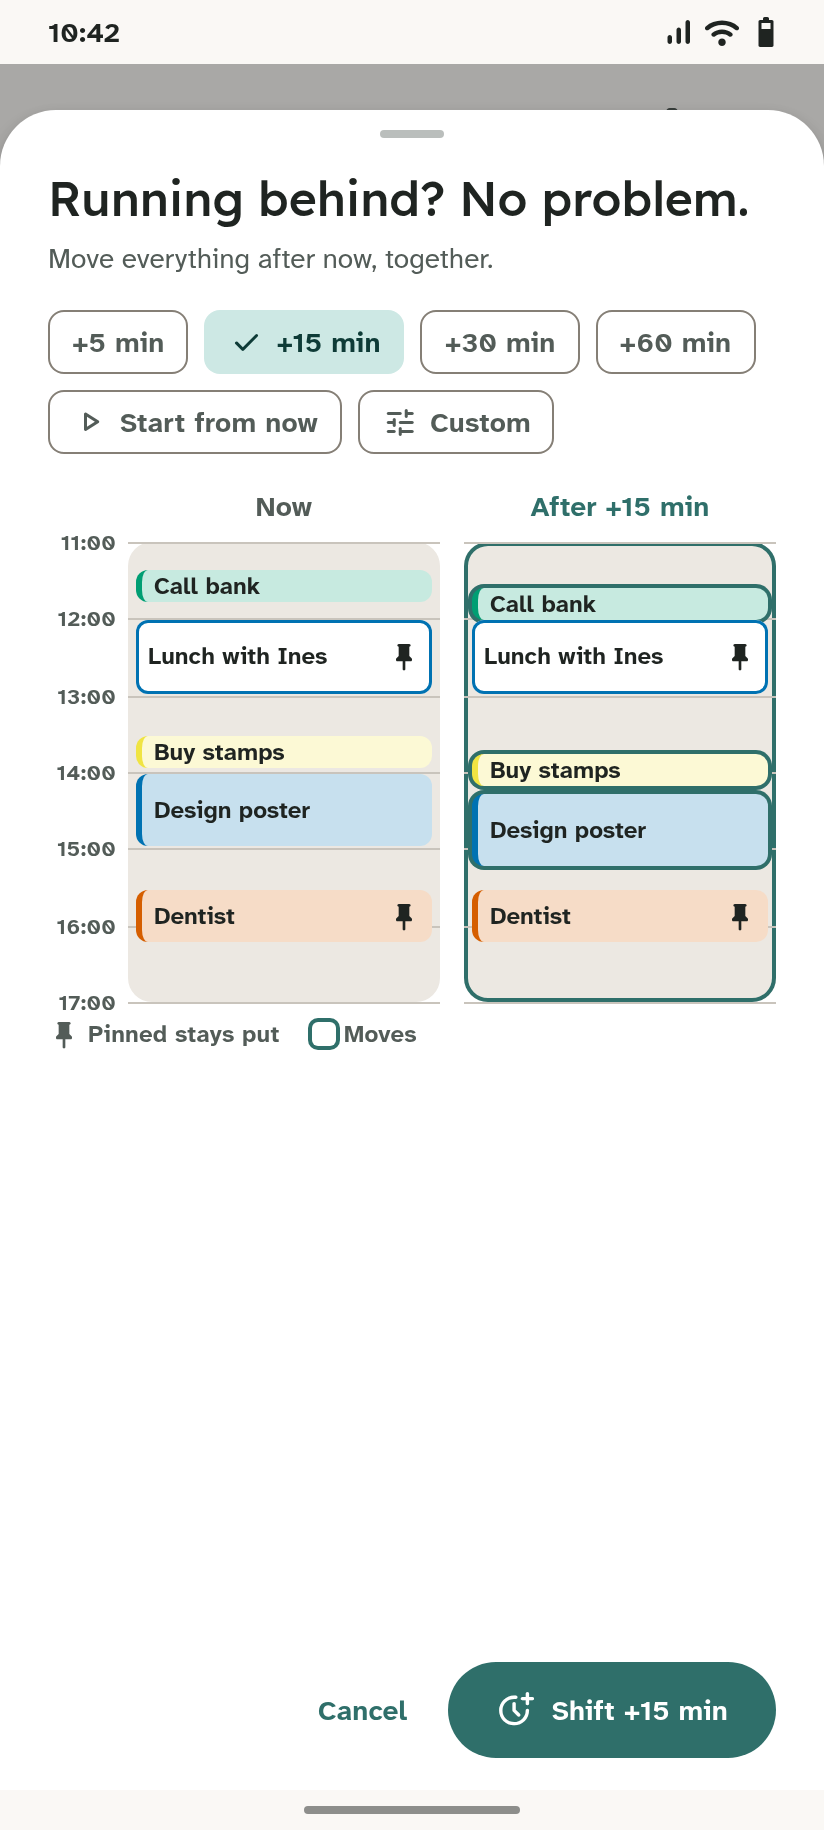 10:42
Running behind? No problem.
Move everything after now, together.
+5 min
+15 min
+30 min
+60 min
Start from now
Custom
Now
After +15 min
11:00
Call bank
Call bank
12:00
Lunch with Ines
Lunch with Ines
13:00
Buy stamps
Buy stamps
14:00
Design poster
Design poster
15:00
Dentist
Dentist
16:00
17:00
Pinned stays put
Moves
Cancel
Shift +15 min